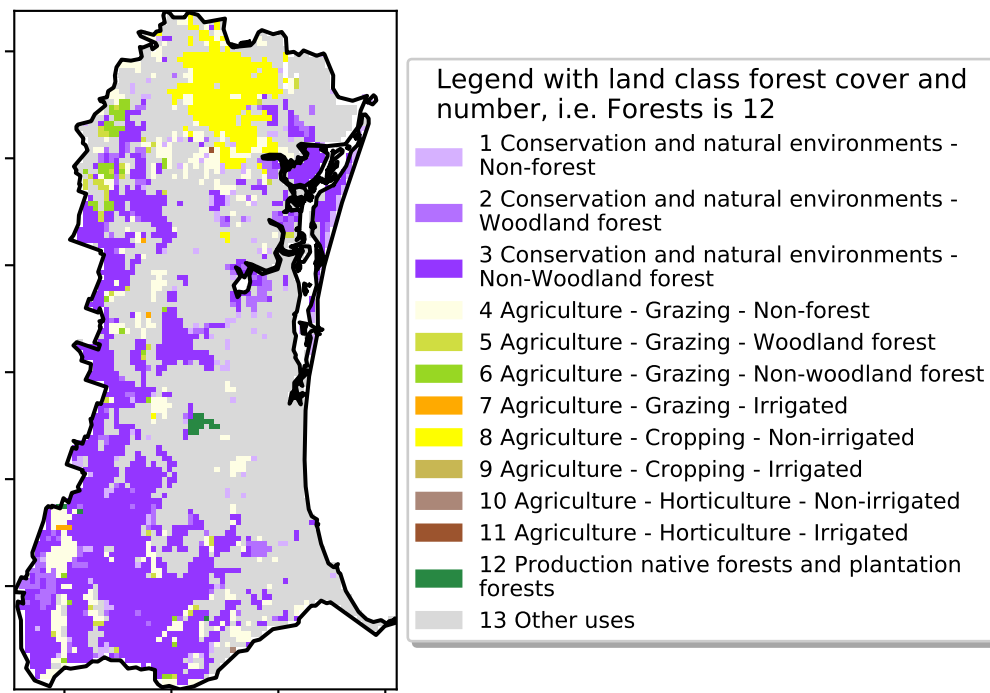 Legend with land class forest cover and
number, i.e. Forests is 12
1 Conservation and natural environments -
Non-forest
2 Conservation and natural environments -
Woodland forest
3 Conservation and natural environments -
Non-Woodland forest
4 Agriculture - Grazing - Non-forest
5 Agriculture - Grazing - Woodland forest
6 Agriculture - Grazing - Non-woodland forest
7 Agriculture - Grazing - Irrigated
8 Agriculture - Cropping - Non-irrigated
9 Agriculture - Cropping - Irrigated
10 Agriculture - Horticulture - Non-irrigated
11 Agriculture - Horticulture - Irrigated
12 Production native forests and plantation
forests
13 Other uses